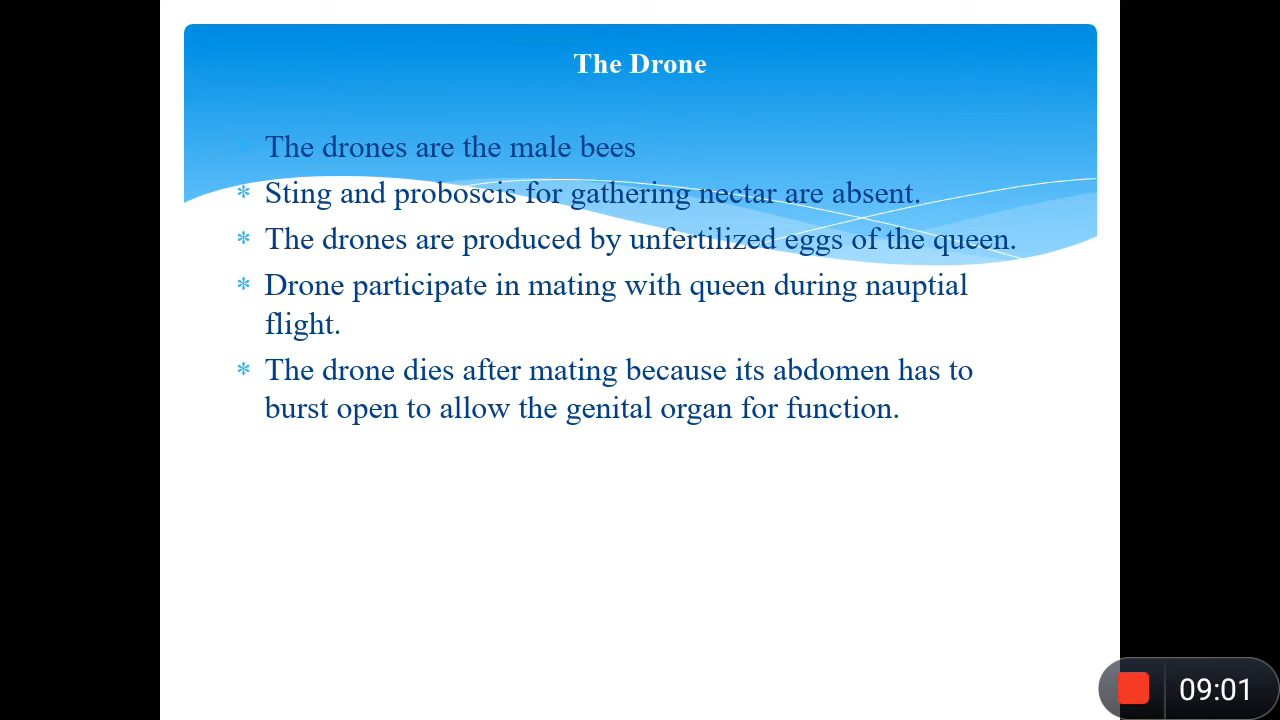 The Drone
The drones are the male bees
* Sting and proboscis for gathering nectar are absent.
* The drones are produced by unfertilized eggs of the queen.
* Drone participate in mating with queen during nauptial
flight.
* The drone dies after mating because its abdomen has to
burst open to allow the genital organ for function.
09:01